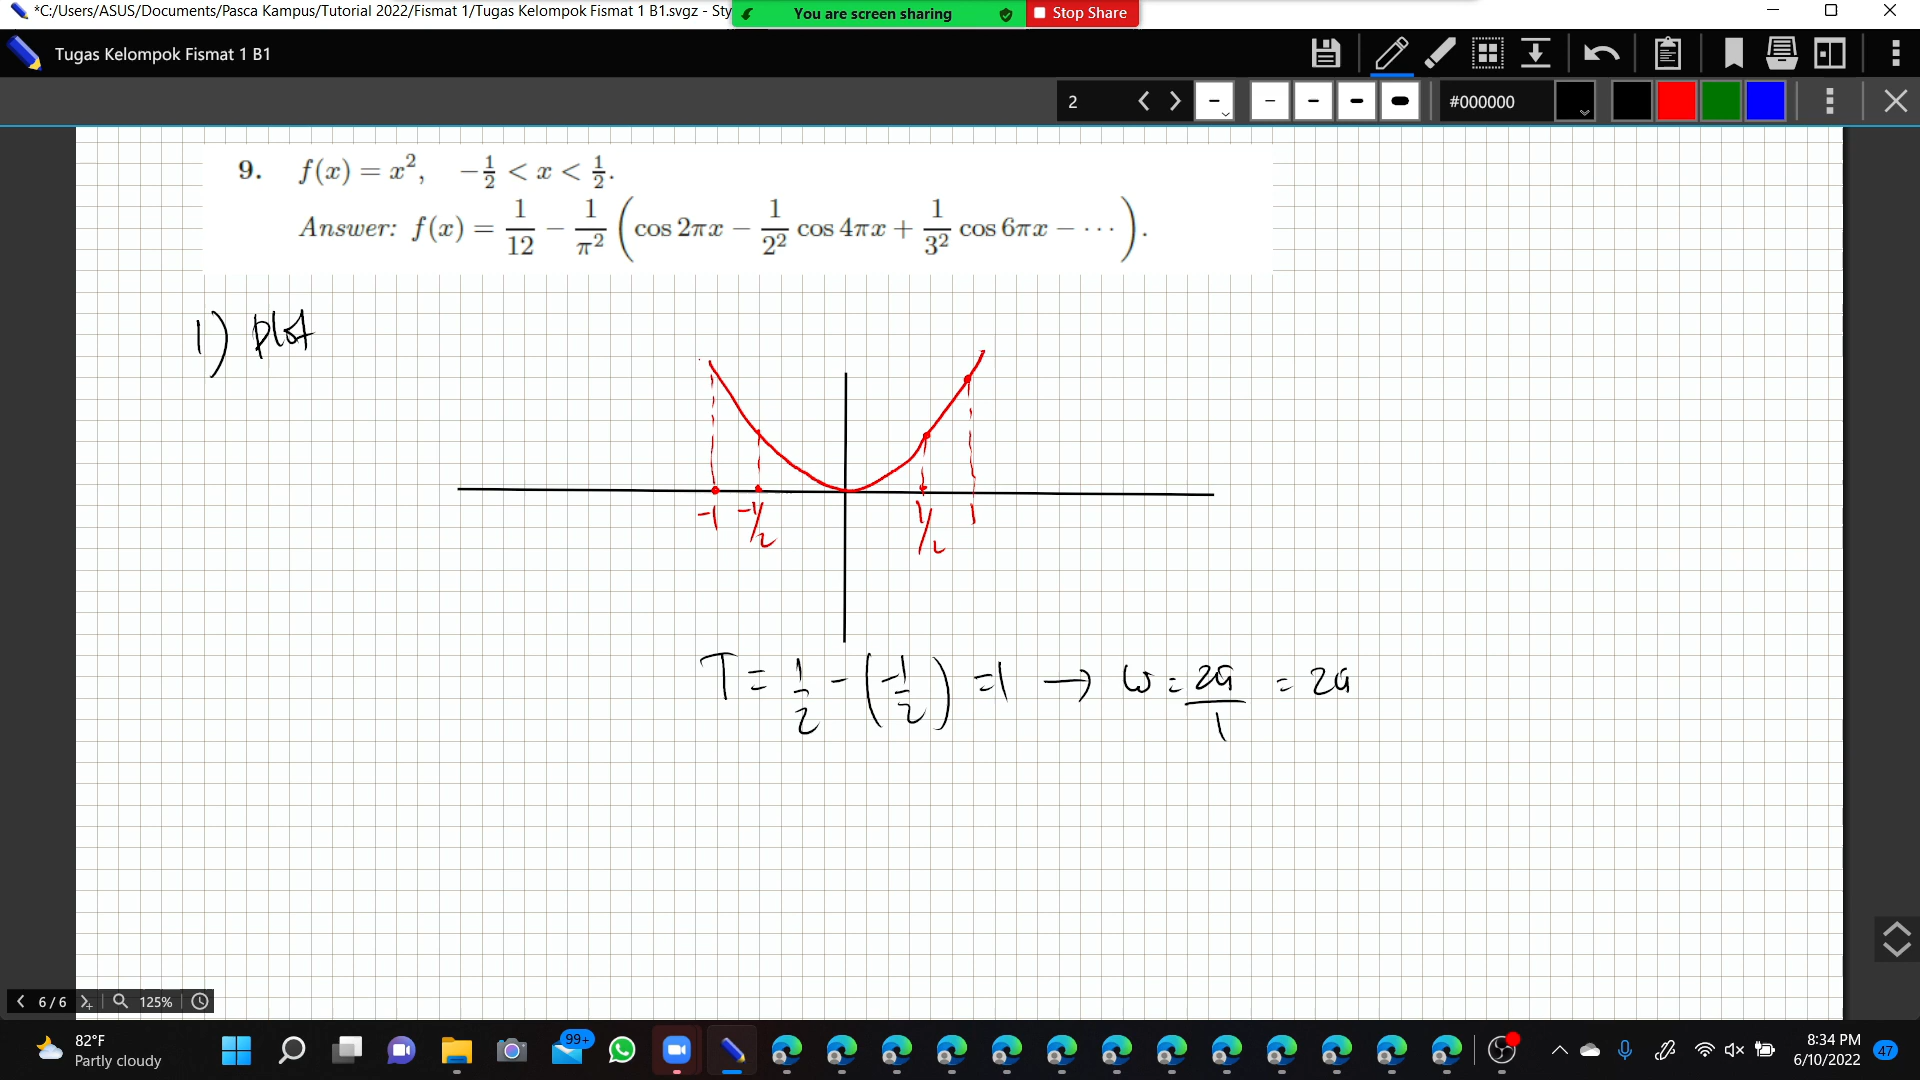 *C:/Users/ASUS/Documents/Pasca Kampus/Tutorial 2022/Fismat 1/Tugas Kelompok Fismat 1 B1.svgz - Sty
You are screen sharing
Stop Share
Tugas Kelompok Fismat 1 B1
2
#000000
9. f(x) = x², −1/2 < x < 1/2.
Answer: f(x) = 1/12 − 1/π² (cos 2πx − 1/2² cos 4πx + 1/3² cos 6πx − ⋯).
1) plot
-1 -1/2 1/2 1
T = 1/2 - (-1/2) = 1 → ω = 2π/1 = 2π
6 / 6
125%
82°F
Partly cloudy
99+
8:34 PM
6/10/2022
47